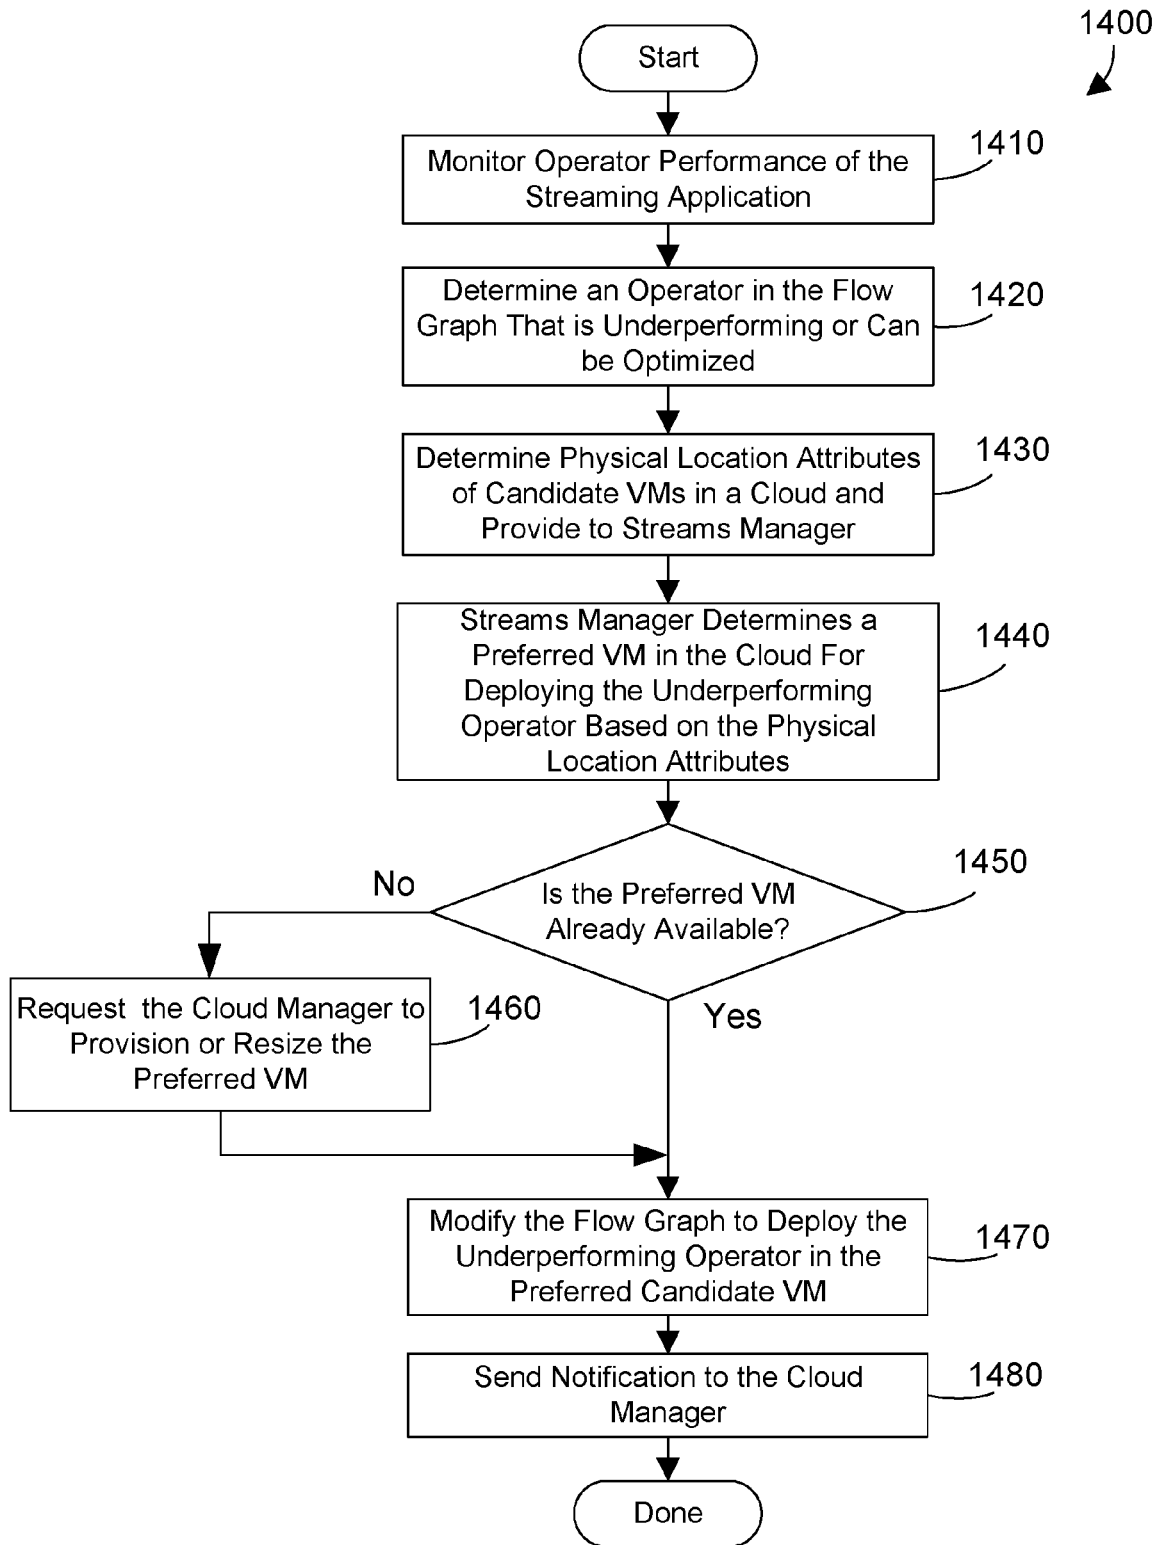 1400
Start
1410
Monitor Operator Performance of the
Streaming Application
1420
Determine an Operator in the Flow
Graph That is Underperforming or Can
be Optimized
1430
Determine Physical Location Attributes
of Candidate VMs in a Cloud and
Provide to Streams Manager
1440
Streams Manager Determines a
Preferred VM in the Cloud For
Deploying the Underperforming
Operator Based on the Physical
Location Attributes
1450
Is the Preferred VM
Already Available?
No
Yes
1460
Request the Cloud Manager to
Provision or Resize the
Preferred VM
1470
Modify the Flow Graph to Deploy the
Underperforming Operator in the
Preferred Candidate VM
1480
Send Notification to the Cloud
Manager
Done